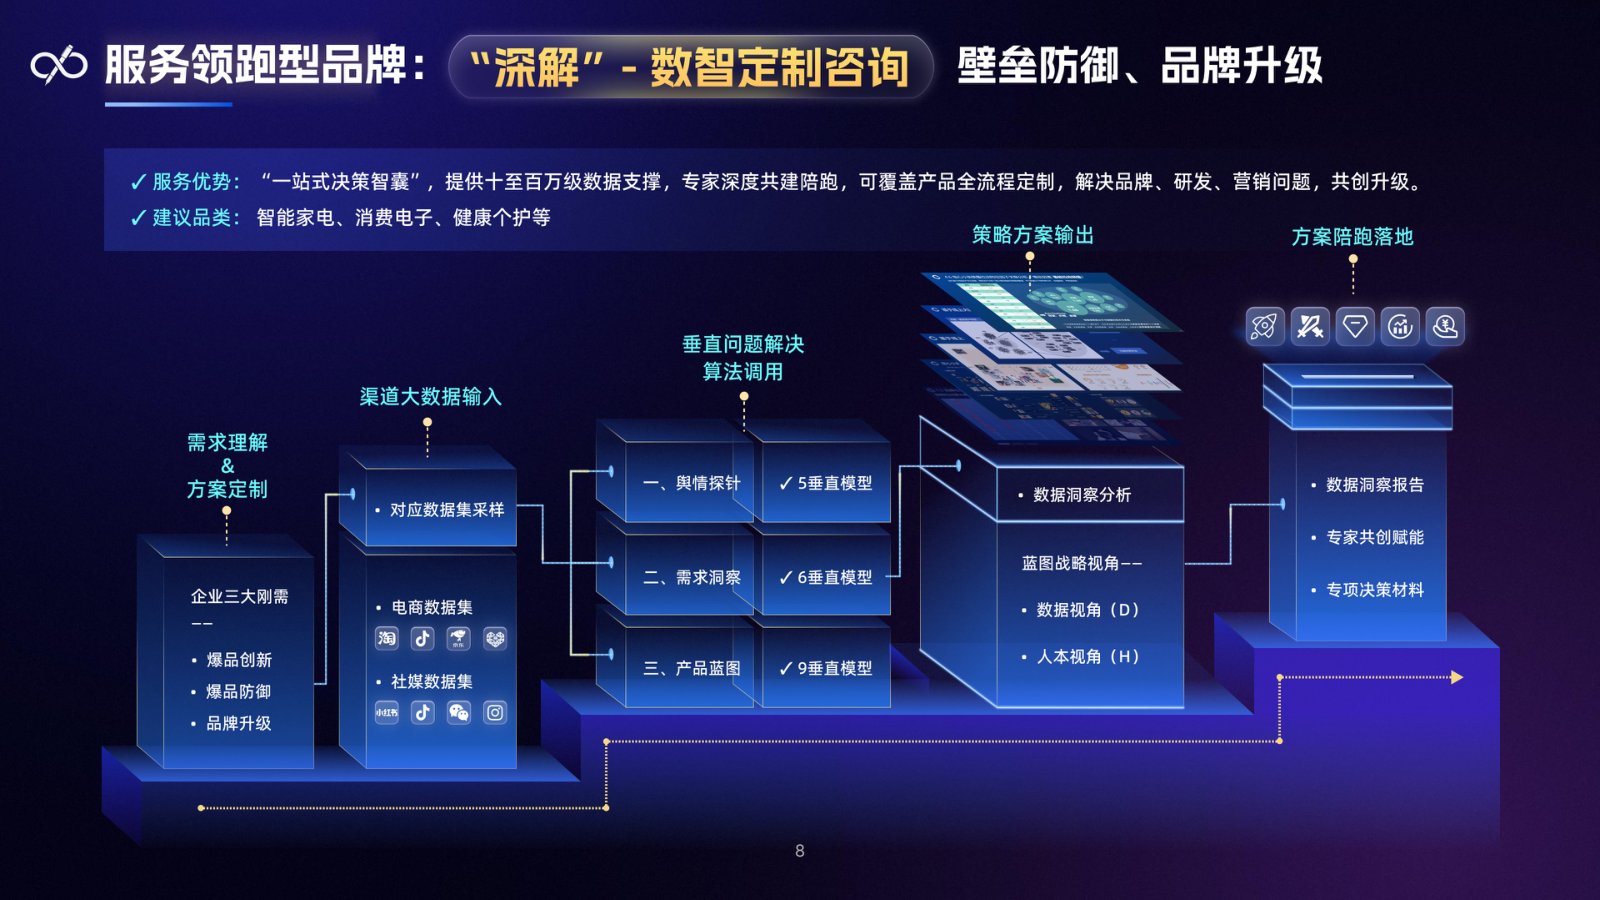 服务领跑型品牌：
“深解” - 数智定制咨询
壁垒防御、品牌升级
✓ 服务优势： “一站式决策智囊”，提供十至百万级数据支撑，专家深度共建陪跑，可覆盖产品全流程定制，解决品牌、研发、营销问题，共创升级。
✓ 建议品类： 智能家电、消费电子、健康个护等
需求理解
&
方案定制
企业三大刚需
——
• 爆品创新
• 爆品防御
• 品牌升级
渠道大数据输入
• 对应数据集采样
• 电商数据集
淘
京东
• 社媒数据集
小红书
垂直问题解决
算法调用
一、舆情探针
✓ 5垂直模型
二、需求洞察
✓ 6垂直模型
三、产品蓝图
✓ 9垂直模型
策略方案输出
• 数据洞察分析
蓝图战略视角——
• 数据视角（D）
• 人本视角（H）
方案陪跑落地
• 数据洞察报告
• 专家共创赋能
• 专项决策材料
8